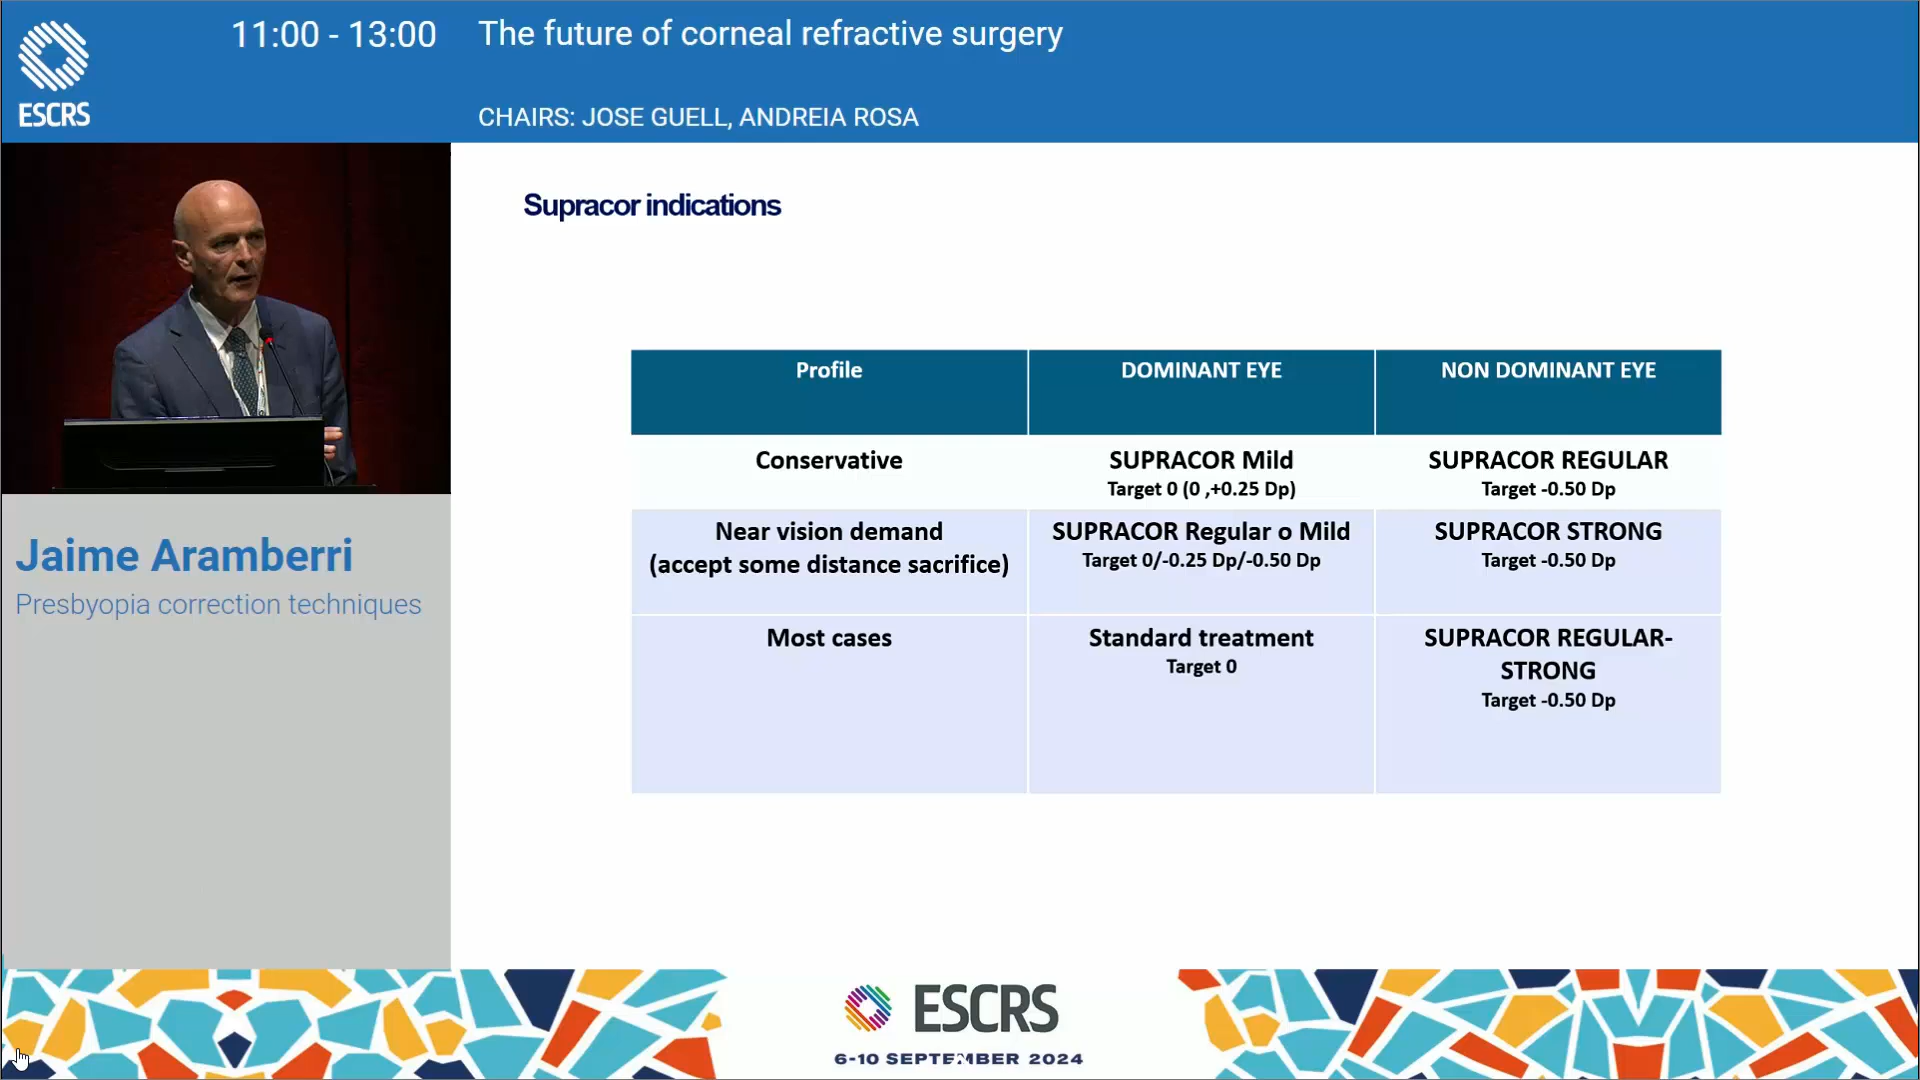 ESCRS
11:00 - 13:00
The future of corneal refractive surgery
CHAIRS: JOSE GUELL, ANDREIA ROSA
Jaime Aramberri
Presbyopia correction techniques
Supracor indications
Profile
DOMINANT EYE
NON DOMINANT EYE
Conservative
SUPRACOR Mild
Target 0 (0 ,+0.25 Dp)
SUPRACOR REGULAR
Target -0.50 Dp
Near vision demand
(accept some distance sacrifice)
SUPRACOR Regular o Mild
Target 0/-0.25 Dp/-0.50 Dp
SUPRACOR STRONG
Target -0.50 Dp
Most cases
Standard treatment
Target 0
SUPRACOR REGULAR-
STRONG
Target -0.50 Dp
ESCRS
6-10 SEPTEMBER 2024